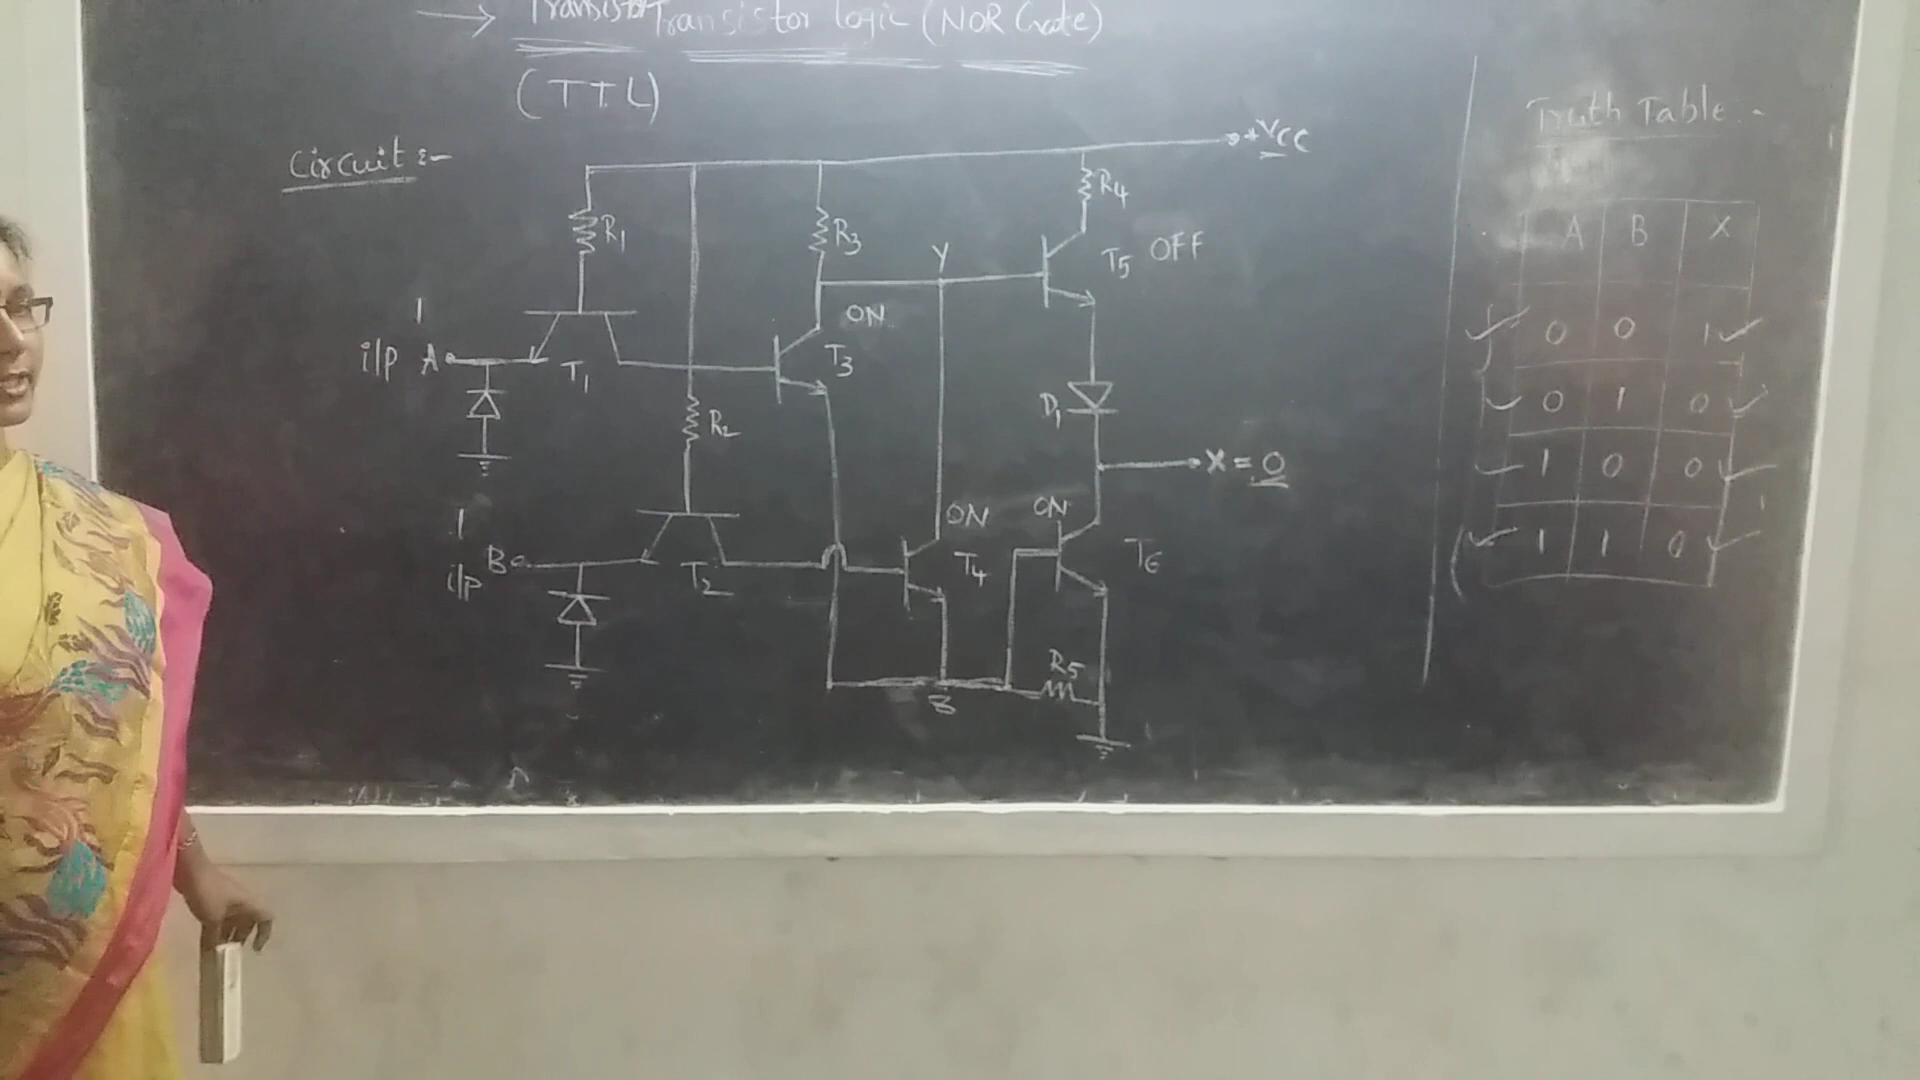 → Transistor Transistor logic (NOR Gate)
(TTL)
Circuit :-
+VCC
R1
R3
R4
Y
T5 OFF
1
ON
i/p A
T1
T3
R2
D1
X = 0
1
ON
ON
i/p B
T2
T4
T6
R5
Z
Truth Table :-
A B X
0 0 1
0 1 0
1 0 0
1 1 0